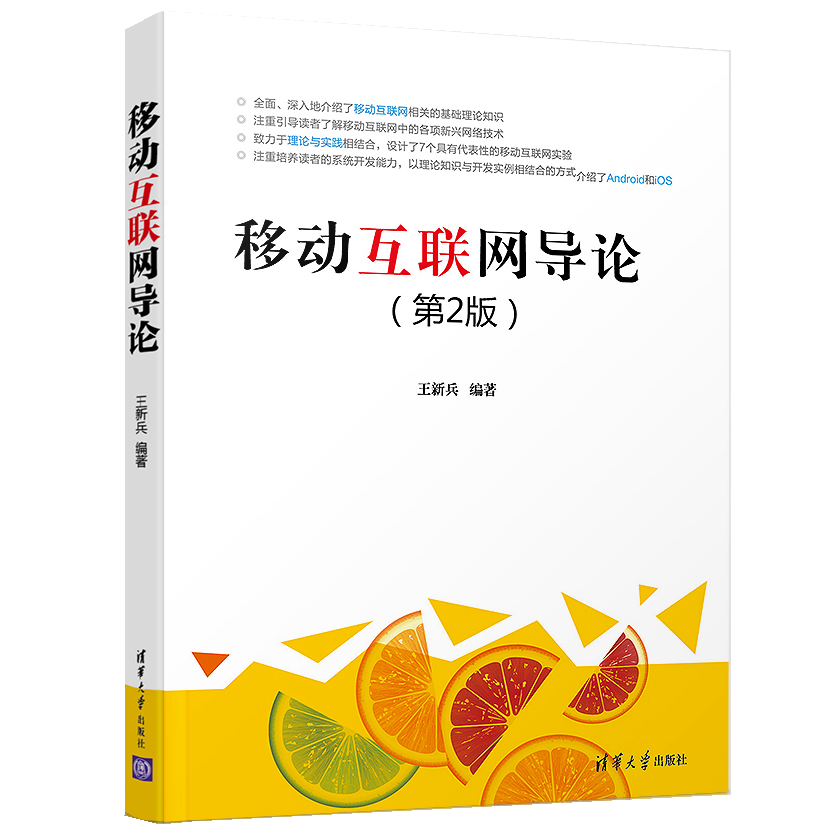 全面、深入地介绍了移动互联网相关的基础理论知识
注重引导读者了解移动互联网中的各项新兴网络技术
致力于理论与实践相结合，设计了7个具有代表性的移动互联网实验
注重培养读者的系统开发能力，以理论知识与开发实例相结合的方式介绍了Android和iOS
移动互联网导论
（第2版）
王新兵 编著
清华大学出版社
移动互联网导论
王新兵 编著
清华大学出版社